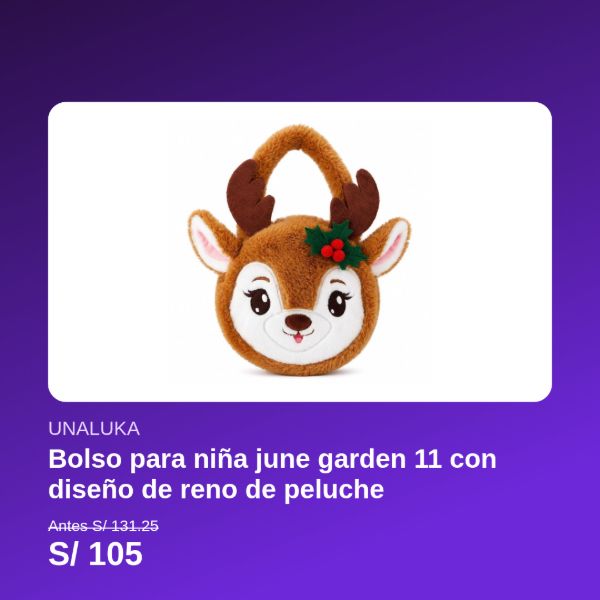 UNALUKA
Bolso para niña june garden 11 con
diseño de reno de peluche
Antes S/ 131.25
S/ 105